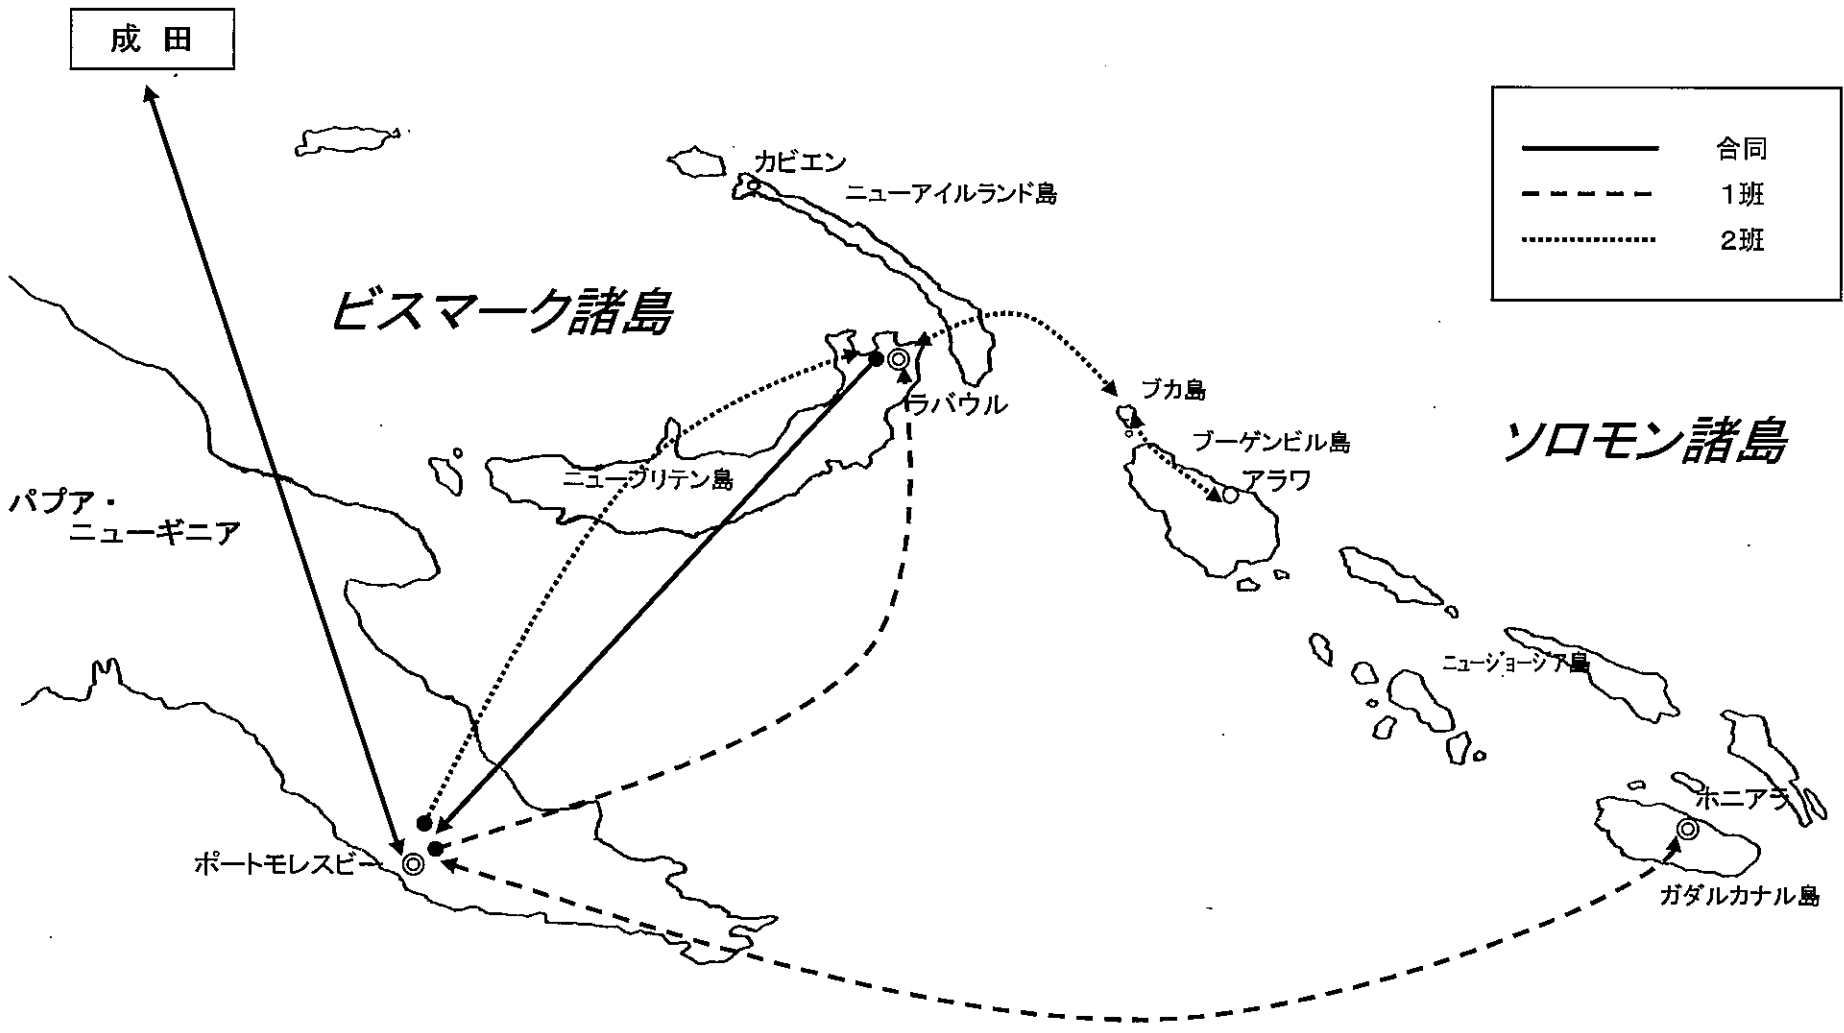 成 田
合同
1班
2班
カビエン
ニューアイルランド島
ビスマーク諸島
ラバウル
ブカ島
ブーゲンビル島
アラワ
ソロモン諸島
ニューブリテン島
パプア・
ニューギニア
ニュージョージア島
ホニアラ
ガダルカナル島
ポートモレスビー